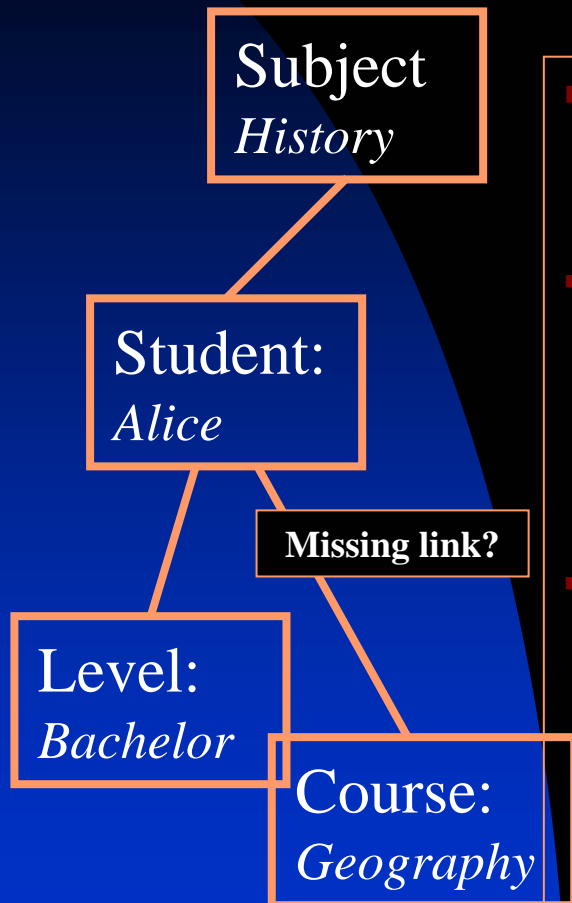 Subject
History
Student:
Alice
Missing link?
Level:
Bachelor
Course:
Geography